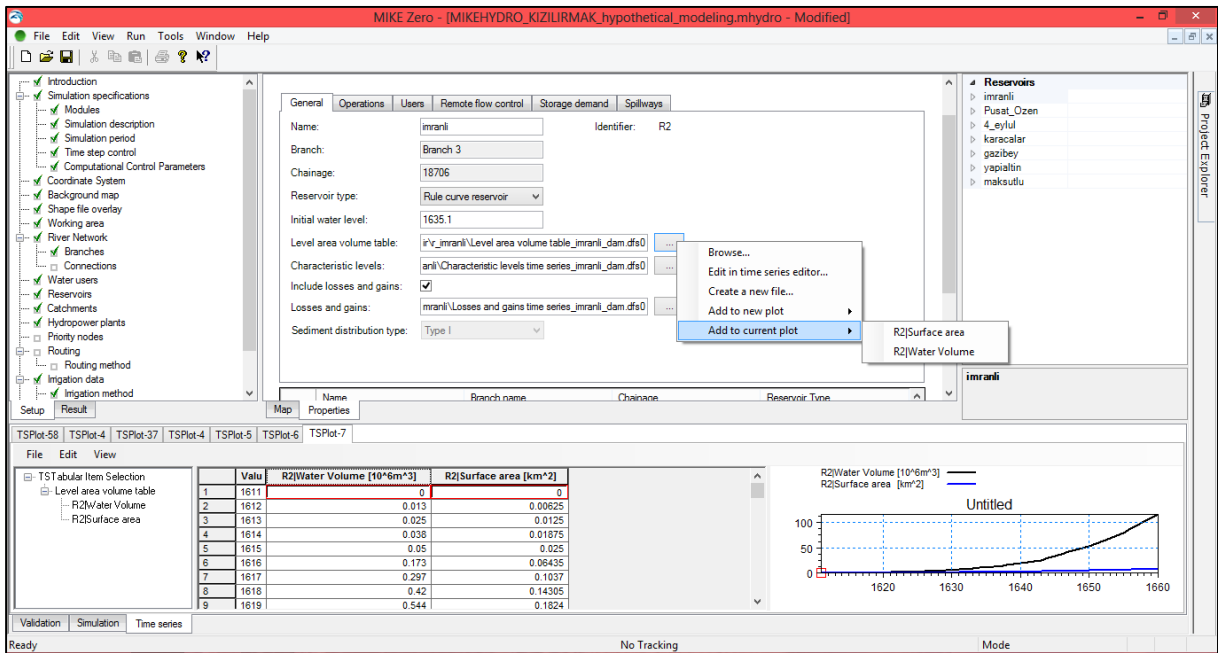 MIKE Zero - [MIKEHYDRO_KIZILIRMAK_hypothetical_modeling.mhydro - Modified]
File Edit View Run Tools Window Help
Introduction
Simulation specifications
Modules
Simulation description
Simulation period
Time step control
Computational Control Parameters
Coordinate System
Background map
Shape file overlay
Working area
River Network
Branches
Connections
Water users
Reservoirs
Catchments
Hydropower plants
Priority nodes
Routing
Routing method
Irrigation data
Irrigation method
Setup Result
General Operations Users Remote flow control Storage demand Spillways
Name: imranli Identifier: R2
Branch: Branch 3
Chainage: 18706
Reservoir type: Rule curve reservoir
Initial water level: 1635.1
Level area volume table: ir\r_imranli\Level area volume table_imranli_dam.dfs0 ...
Characteristic levels: anli\Characteristic levels time series_imranli_dam.dfs0 ...
Include losses and gains:
Losses and gains: mranli\Losses and gains time series_imranli_dam.dfs0 ...
Sediment distribution type: Type I
Browse...
Edit in time series editor...
Create a new file...
Add to new plot
Add to current plot
R2|Surface area
R2|Water Volume
Name Branch name Chainage Reservoir Type
Map Properties
Reservoirs
imranli
Pusat_Ozen
4_eylul
karacalar
gazibey
yapialtin
maksutlu
imranli
Project Explorer
TSPlot-58 TSPlot-4 TSPlot-37 TSPlot-4 TSPlot-5 TSPlot-6 TSPlot-7
File Edit View
TSTabular Item Selection
Level area volume table
R2|Water Volume
R2|Surface area
Valu R2|Water Volume [10^6m^3] R2|Surface area [km^2]
1 1611 0 0
2 1612 0.013 0.00625
3 1613 0.025 0.0125
4 1614 0.038 0.01875
5 1615 0.05 0.025
6 1616 0.173 0.06435
7 1617 0.297 0.1037
8 1618 0.42 0.14305
9 1619 0.544 0.1824
R2|Water Volume [10^6m^3]
R2|Surface area [km^2]
Untitled
100
50
0
1620 1630 1640 1650 1660
Validation Simulation Time series
Ready No Tracking Mode